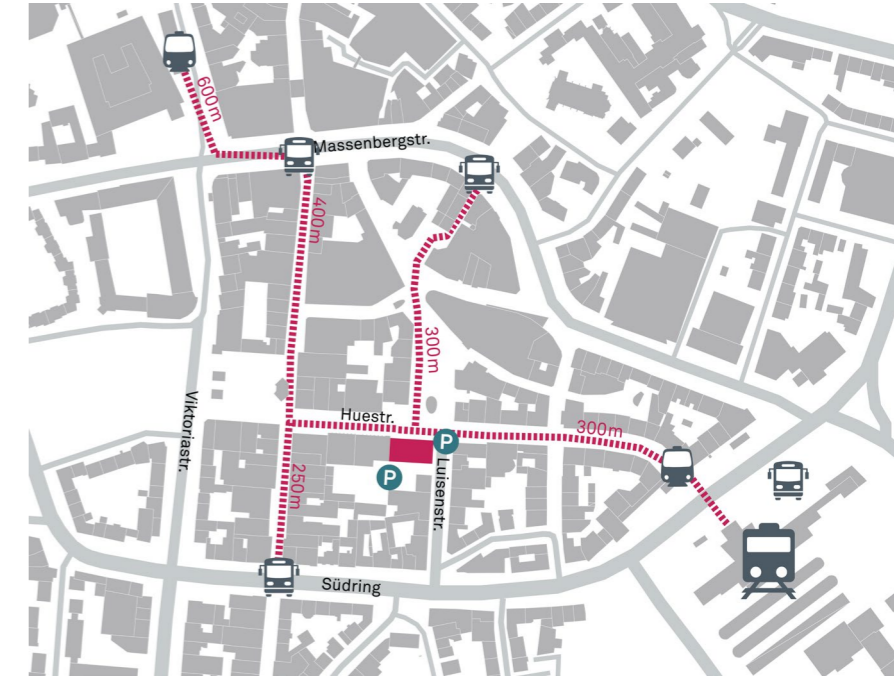 600m
Massenbergstr.
400m
300m
Huestr.
300m
P
Viktoriastr.
Luisenstr.
P
250m
Südring